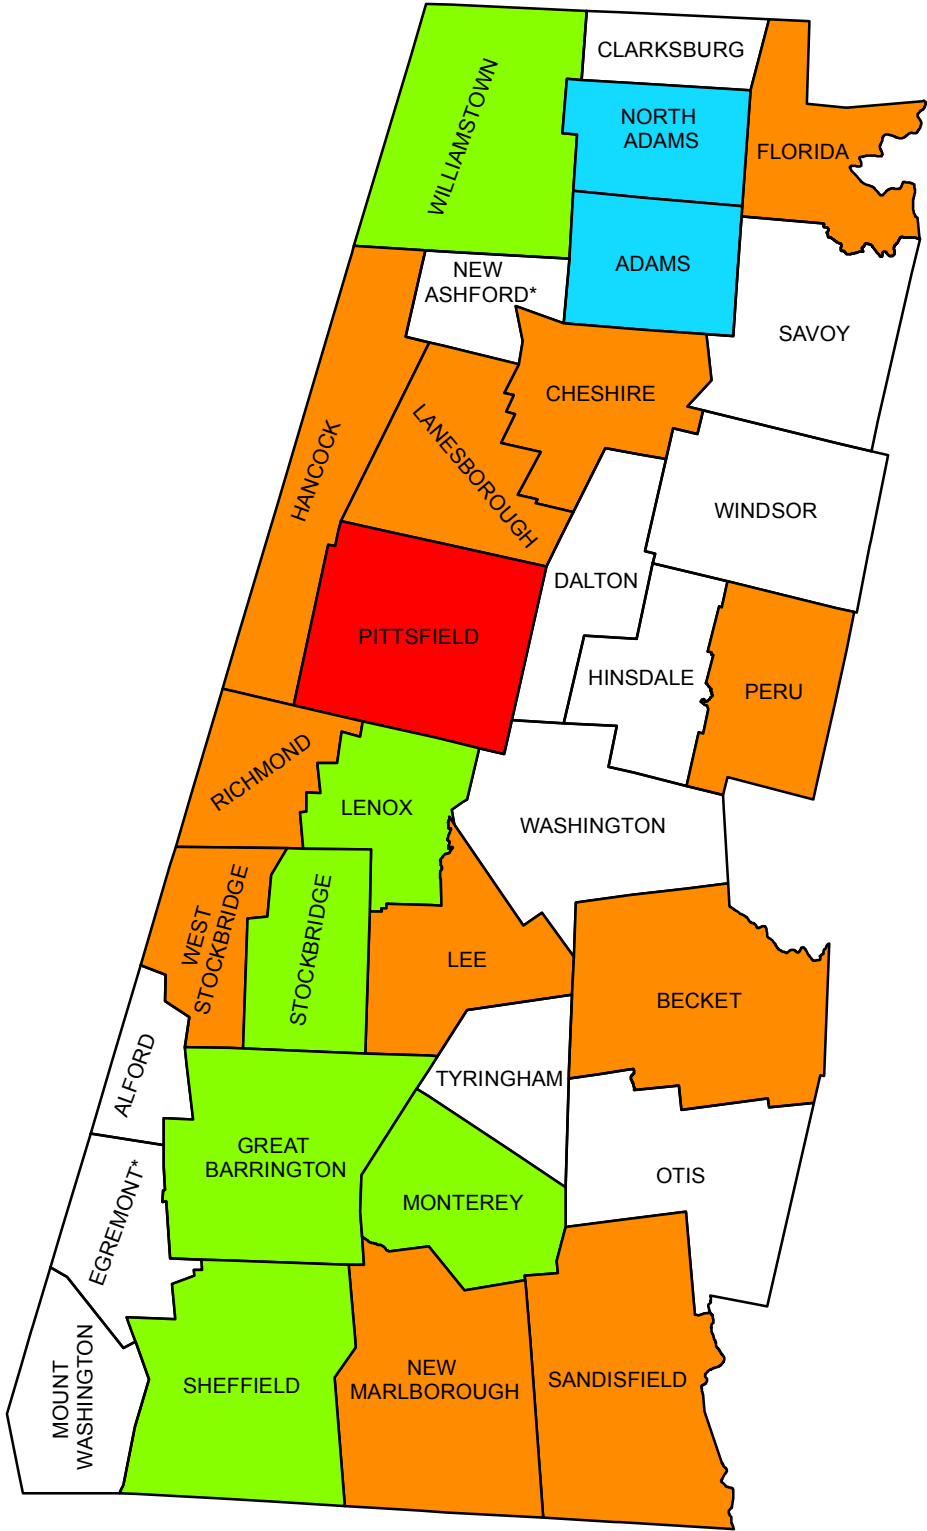 CLARKSBURG
WILLIAMSTOWN
NORTH
ADAMS
FLORIDA
ADAMS
NEW
ASHFORD*
SAVOY
CHESHIRE
HANCOCK
LANESBOROUGH
WINDSOR
DALTON
PITTSFIELD
HINSDALE
PERU
RICHMOND
LENOX
WASHINGTON
WEST
STOCKBRIDGE
STOCKBRIDGE
LEE
BECKET
ALFORD
TYRINGHAM
GREAT
BARRINGTON
OTIS
MONTEREY
EGREMONT*
MOUNT
WASHINGTON
SHEFFIELD
NEW
MARLBOROUGH
SANDISFIELD